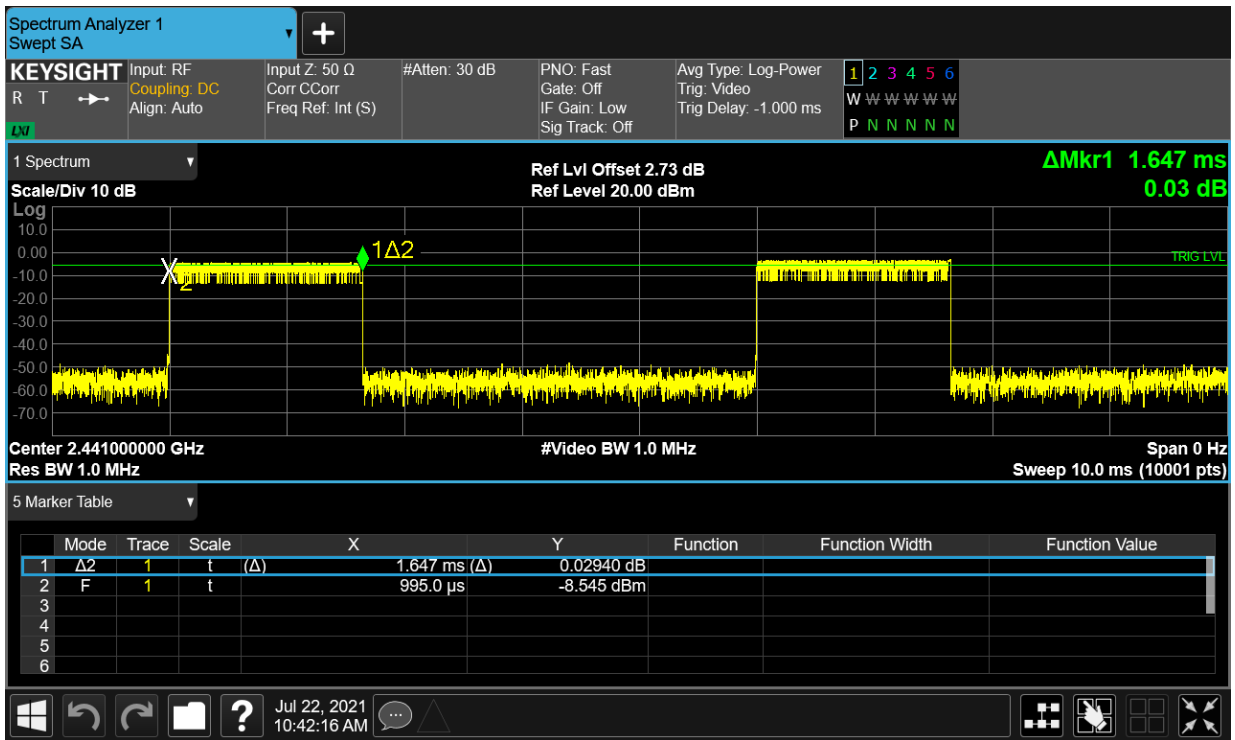 Spectrum Analyzer 1
Swept SA
KEYSIGHT Input: RF Input Z: 50 Ω #Atten: 30 dB PNO: Fast Avg Type: Log-Power 1 2 3 4 5 6
R T Coupling: DC Corr CCorr Gate: Off Trig: Video W W W W W W
Align: Auto Freq Ref: Int (S) IF Gain: Low Trig Delay: -1.000 ms
LXI Sig Track: Off P N N N N N
1 Spectrum Ref Lvl Offset 2.73 dB ΔMkr1 1.647 ms
Scale/Div 10 dB Ref Level 20.00 dBm 0.03 dB
Log
10.0
0.00 1Δ2 TRIG LVL
-10.0 X 2
-20.0
-30.0
-40.0
-50.0
-60.0
-70.0
Center 2.441000000 GHz #Video BW 1.0 MHz Span 0 Hz
Res BW 1.0 MHz Sweep 10.0 ms (10001 pts)
5 Marker Table
Mode Trace Scale X Y Function Function Width Function Value
1 Δ2 1 t (Δ) 1.647 ms (Δ) 0.02940 dB
2 F 1 t 995.0 µs -8.545 dBm
3
4
5
6
? Jul 22, 2021
10:42:16 AM